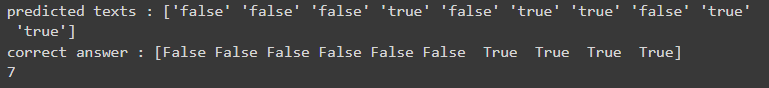 predicted texts : ['false' 'false' 'false' 'true' 'false' 'true' 'true' 'false' 'true'
 'true']
correct answer : [False False False False False False  True  True  True  True]
7